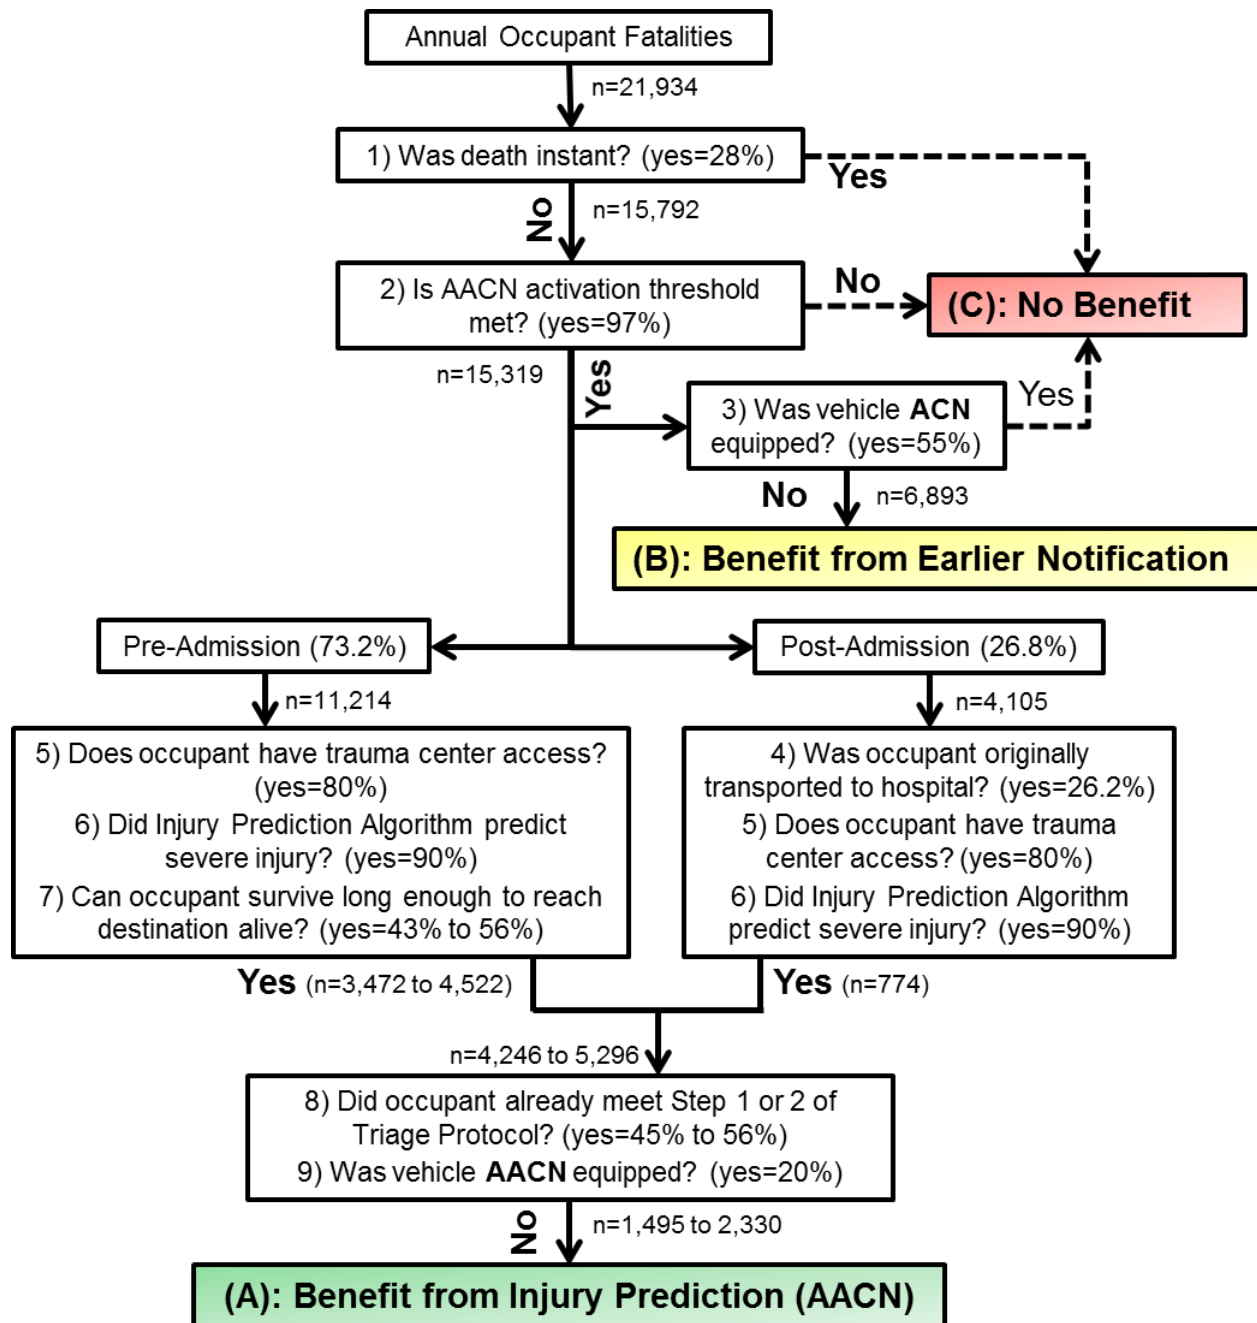 Annual Occupant Fatalities
n=21,934
1) Was death instant? (yes=28%)
Yes
No
n=15,792
2) Is AACN activation threshold
met? (yes=97%)
No
(C): No Benefit
n=15,319
Yes
3) Was vehicle ACN
equipped? (yes=55%)
Yes
No
n=6,893
(B): Benefit from Earlier Notification
Pre-Admission (73.2%)
Post-Admission (26.8%)
n=11,214
n=4,105
5) Does occupant have trauma center access?
(yes=80%)
6) Did Injury Prediction Algorithm predict
severe injury? (yes=90%)
7) Can occupant survive long enough to reach
destination alive? (yes=43% to 56%)
4) Was occupant originally
transported to hospital? (yes=26.2%)
5) Does occupant have trauma
center access? (yes=80%)
6) Did Injury Prediction Algorithm
predict severe injury? (yes=90%)
Yes (n=3,472 to 4,522)
Yes (n=774)
n=4,246 to 5,296
8) Did occupant already meet Step 1 or 2 of
Triage Protocol? (yes=45% to 56%)
9) Was vehicle AACN equipped? (yes=20%)
No
n=1,495 to 2,330
(A): Benefit from Injury Prediction (AACN)